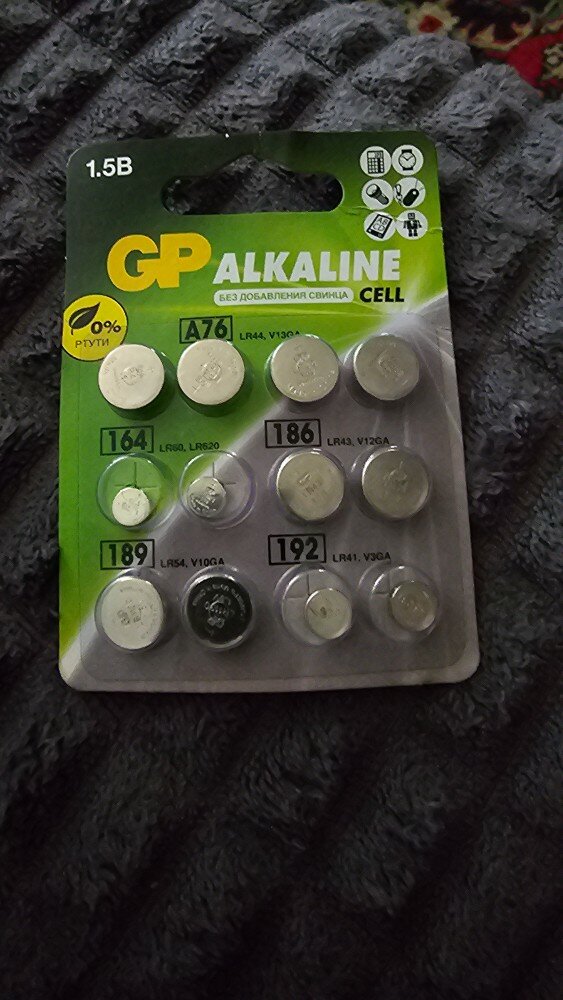 1.5В
GP ALKALINE
БЕЗ ДОБАВЛЕНИЯ СВИНЦА CELL
0%
РТУТИ
A76 LR44, V13GA
164 LR60, LR620
186 LR43, V12GA
189 LR54, V10GA
192 LR41, V3GA